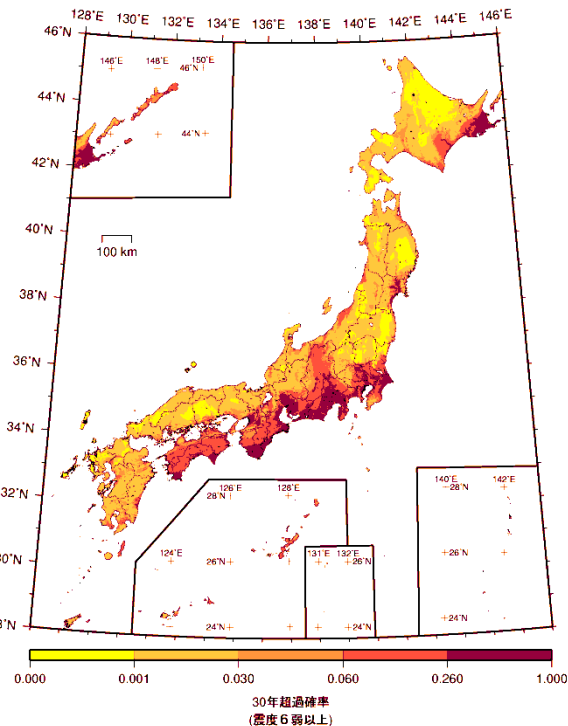 128°E 130°E 132°E 134°E 136°E 138°E 140°E 142°E 144°E 146°E
46°N
146°E 148°E 150°E
46°N
44°N
44°N
42°N
40°N
100 km
38°N
36°N
34°N
32°N
126°E 128°E
28°N
140°E 142°E
28°N
30°N
124°E
26°N
131°E 132°E
26°N
26°N
24°N
24°N
24°N
28°N
0.000 0.001 0.030 0.060 0.260 1.000
30年超過確率
(震度６弱以上)